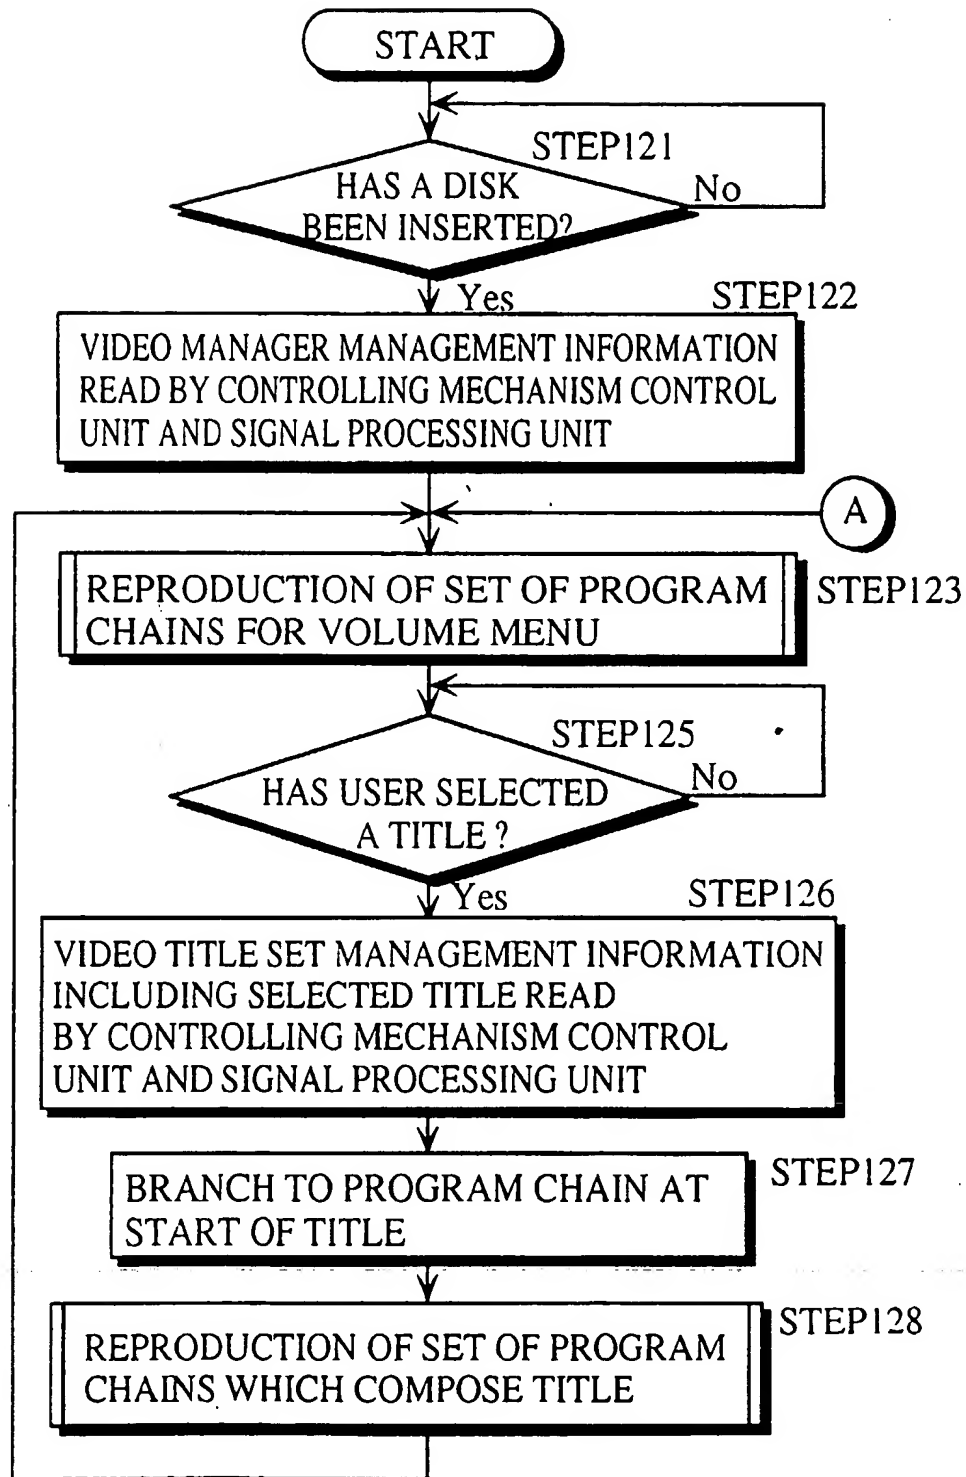 START
STEP121
HAS A DISK
BEEN INSERTED?
No
Yes
STEP122
VIDEO MANAGER MANAGEMENT INFORMATION
READ BY CONTROLLING MECHANISM CONTROL
UNIT AND SIGNAL PROCESSING UNIT
A
REPRODUCTION OF SET OF PROGRAM
CHAINS FOR VOLUME MENU
STEP123
STEP125
HAS USER SELECTED
A TITLE ?
No
Yes
STEP126
VIDEO TITLE SET MANAGEMENT INFORMATION
INCLUDING SELECTED TITLE READ
BY CONTROLLING MECHANISM CONTROL
UNIT AND SIGNAL PROCESSING UNIT
BRANCH TO PROGRAM CHAIN AT
START OF TITLE
STEP127
REPRODUCTION OF SET OF PROGRAM
CHAINS WHICH COMPOSE TITLE
STEP128